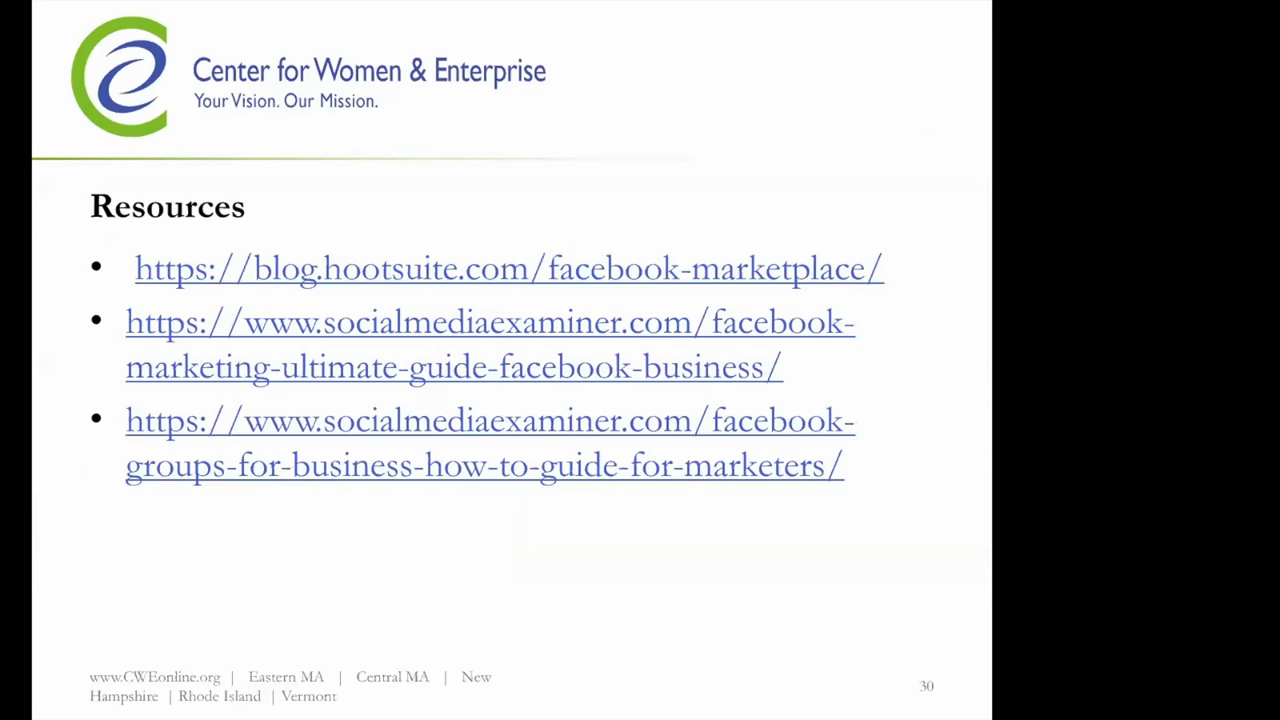 Center for Women & Enterprise
Your Vision. Our Mission.
Resources
• https://blog.hootsuite.com/facebook-marketplace/
• https://www.socialmediaexaminer.com/facebook-
marketing-ultimate-guide-facebook-business/
• https://www.socialmediaexaminer.com/facebook-
groups-for-business-how-to-guide-for-marketers/
www.CWEonline.org | Eastern MA | Central MA | New
Hampshire | Rhode Island | Vermont
30